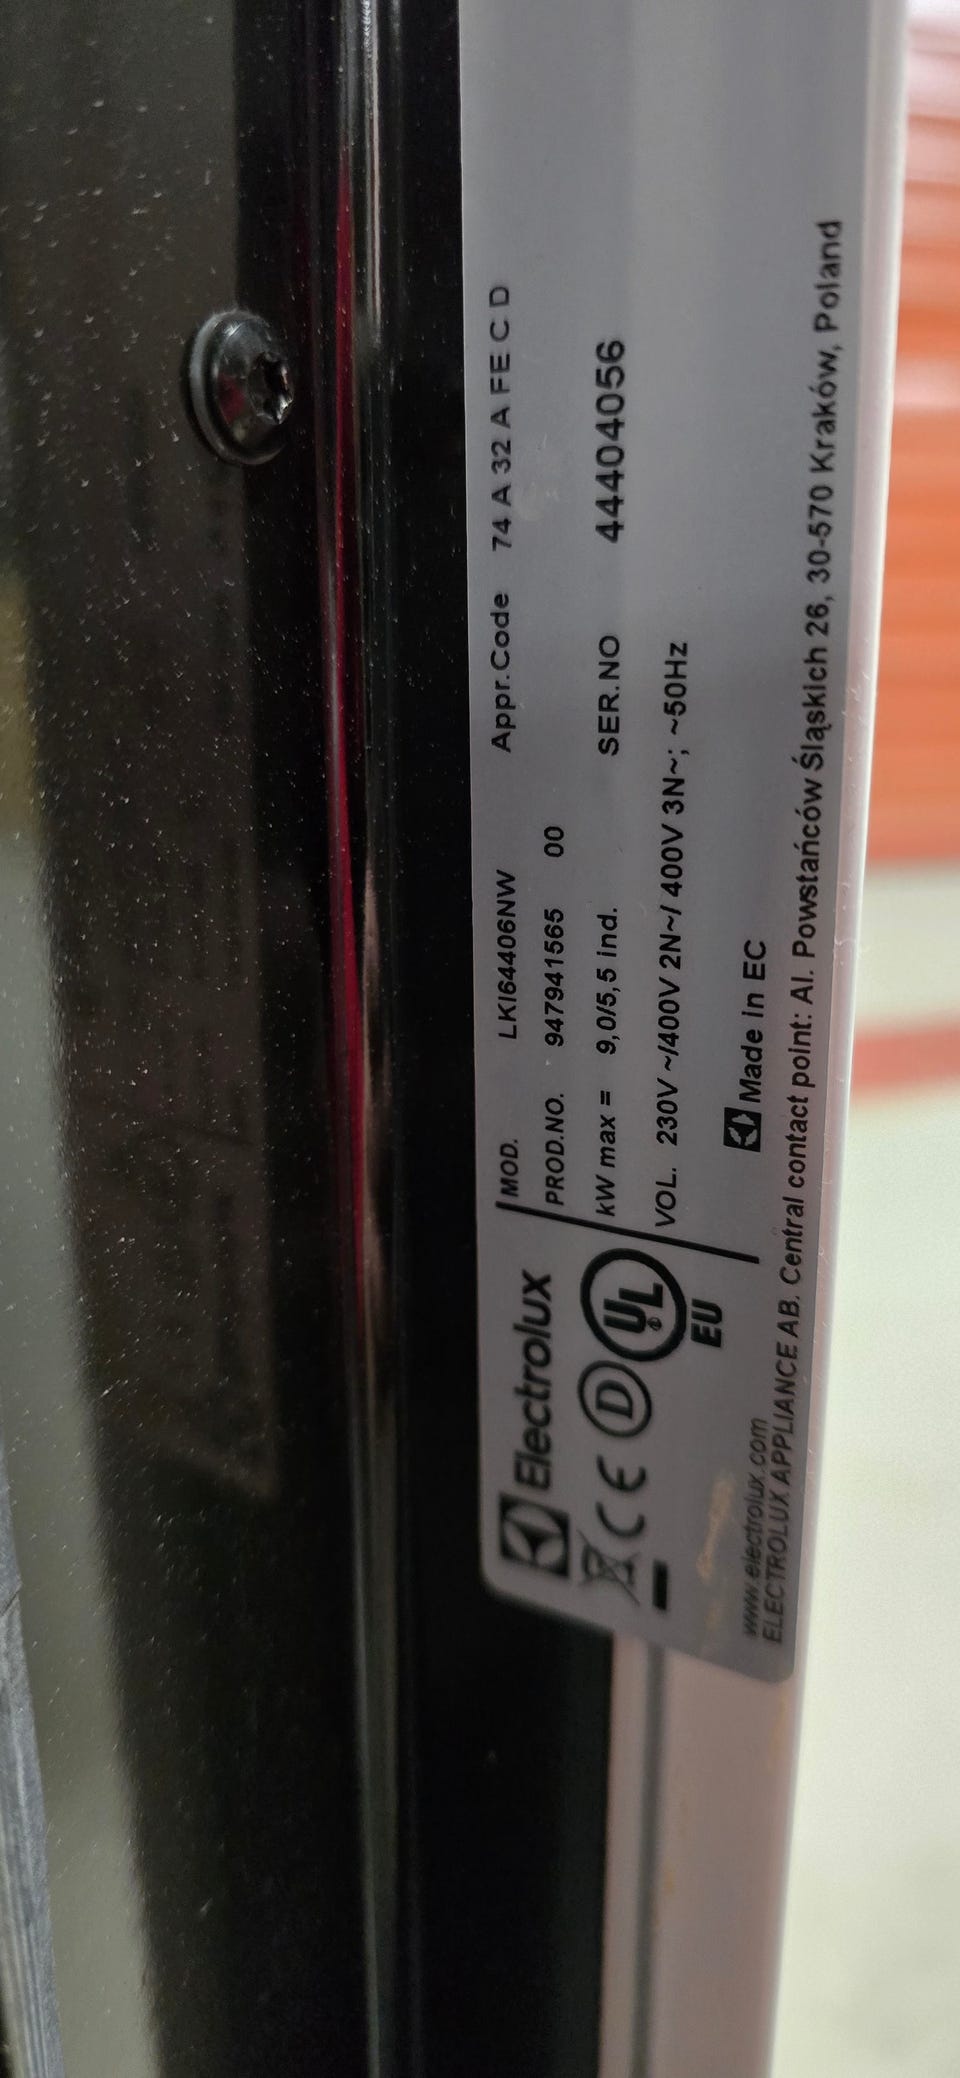 Electrolux
MOD. LKI64406NW Appr.Code 74 A 32 A FE C D
PROD.NO. 947941565 00
kW max = 9,0/5,5 ind. SER.NO 44404056
VOL. 230V ~/400V 2N~/ 400V 3N~; ~50Hz
CE D UL
EU
Made in EC
www.electrolux.com
ELECTROLUX APPLIANCE AB. Central contact point: Al. Powstańców Śląskich 26, 30-570 Kraków, Poland